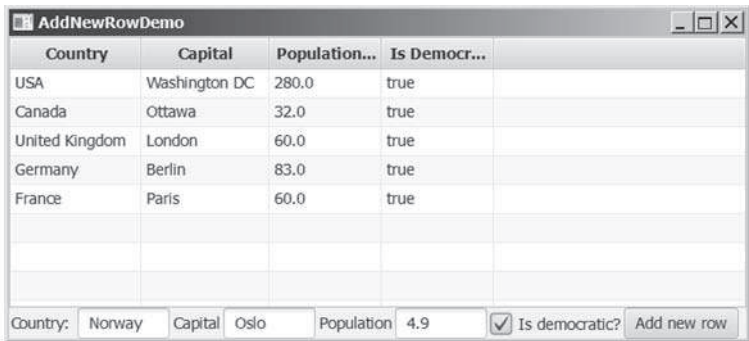 AddNewRowDemo
Country Capital Population... Is Democr...
USA Washington DC 280.0 true
Canada Ottawa 32.0 true
United Kingdom London 60.0 true
Germany Berlin 83.0 true
France Paris 60.0 true
Country: Norway Capital Oslo Population 4.9 Is democratic? Add new row